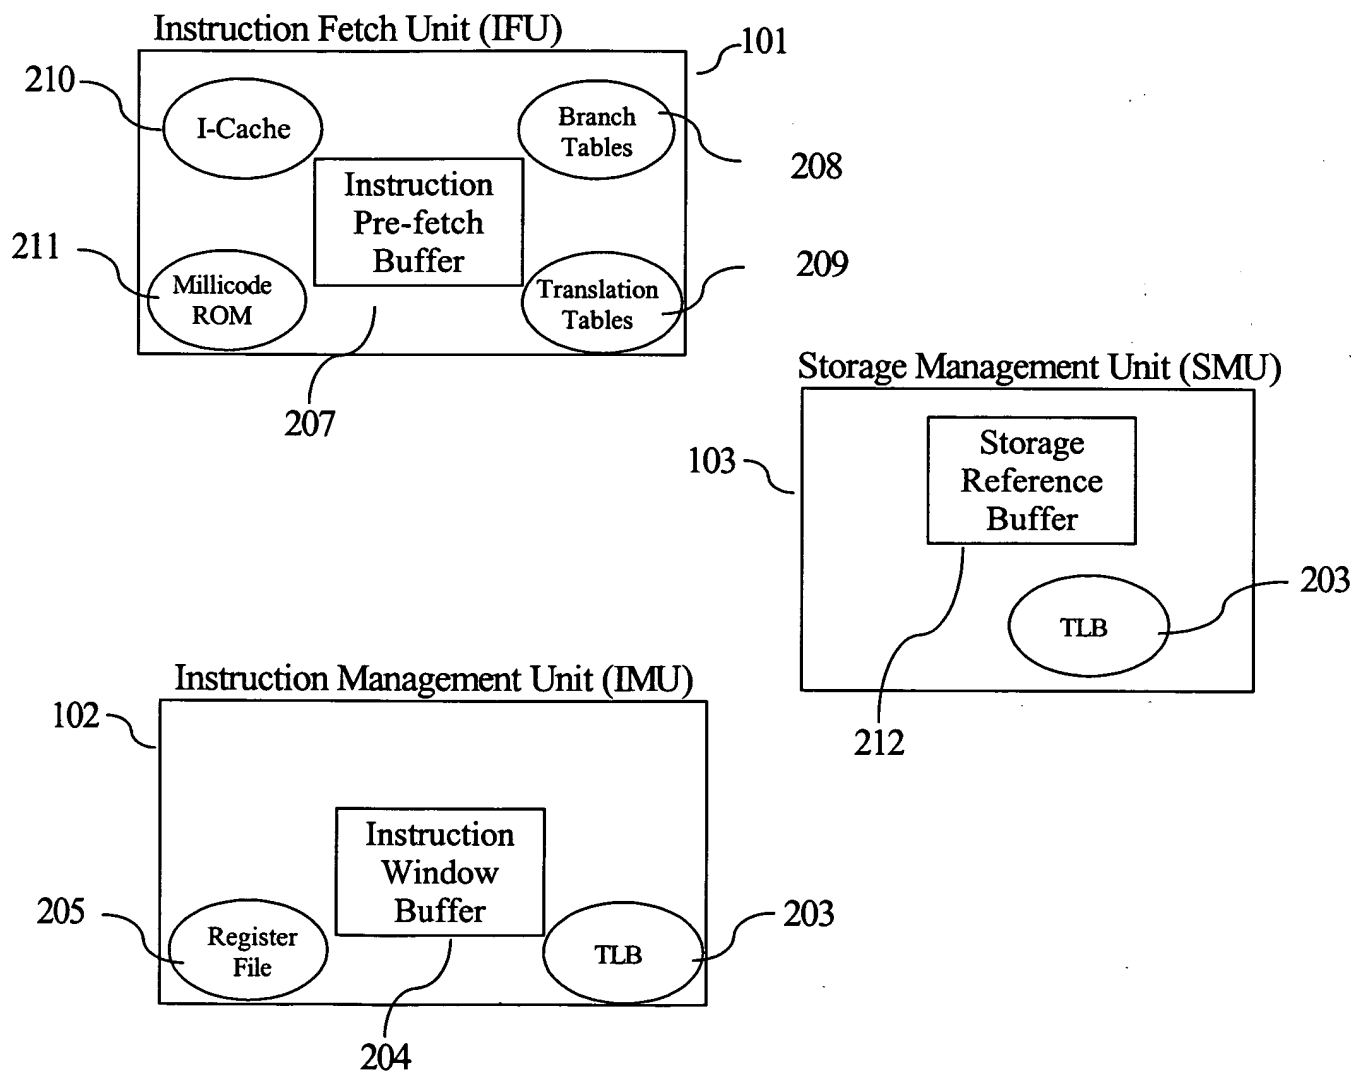 Instruction Fetch Unit (IFU)
101
210
I-Cache
Branch
Tables
208
Instruction
Pre-fetch
Buffer
211
Millicode
ROM
Translation
Tables
209
207
Storage Management Unit (SMU)
103
Storage
Reference
Buffer
203
TLB
212
Instruction Management Unit (IMU)
102
Instruction
Window
Buffer
205
Register
File
TLB
203
204